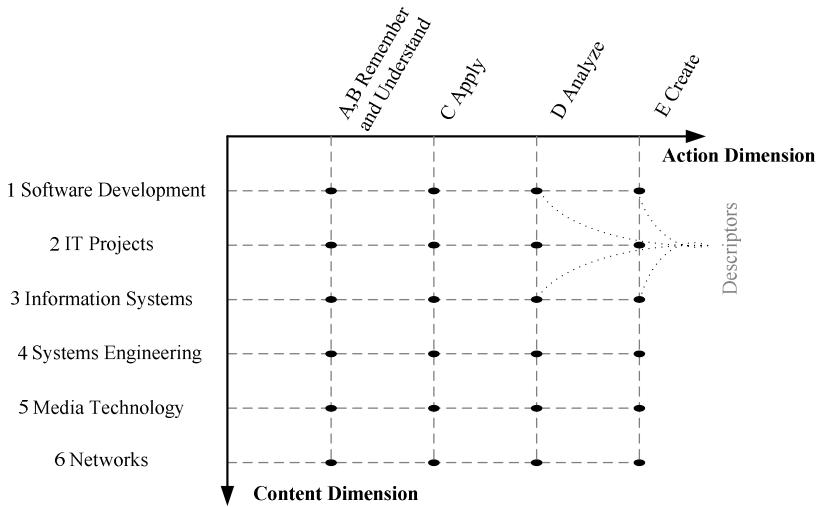 A,B Remember
and Understand
C Apply
D Analyze
E Create
Action Dimension
1 Software Development
2 IT Projects
3 Information Systems
4 Systems Engineering
5 Media Technology
6 Networks
Descriptors
Content Dimension